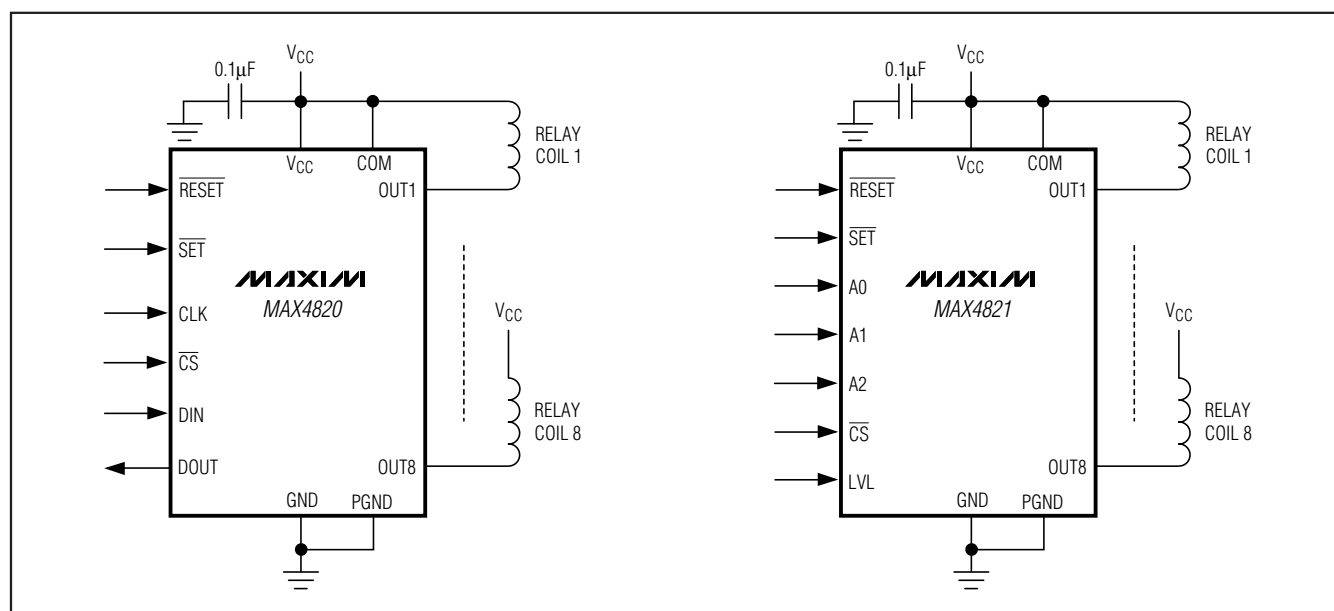 VCC
0.1µF
RELAY
COIL 1
VCC
COM
RESET
OUT1
SET
MAXIM
MAX4820
CLK
VCC
CS
DIN
RELAY
COIL 8
DOUT
OUT8
GND
PGND
VCC
0.1µF
RELAY
COIL 1
VCC
COM
RESET
OUT1
SET
MAXIM
MAX4821
A0
A1
VCC
A2
RELAY
COIL 8
CS
OUT8
LVL
GND
PGND